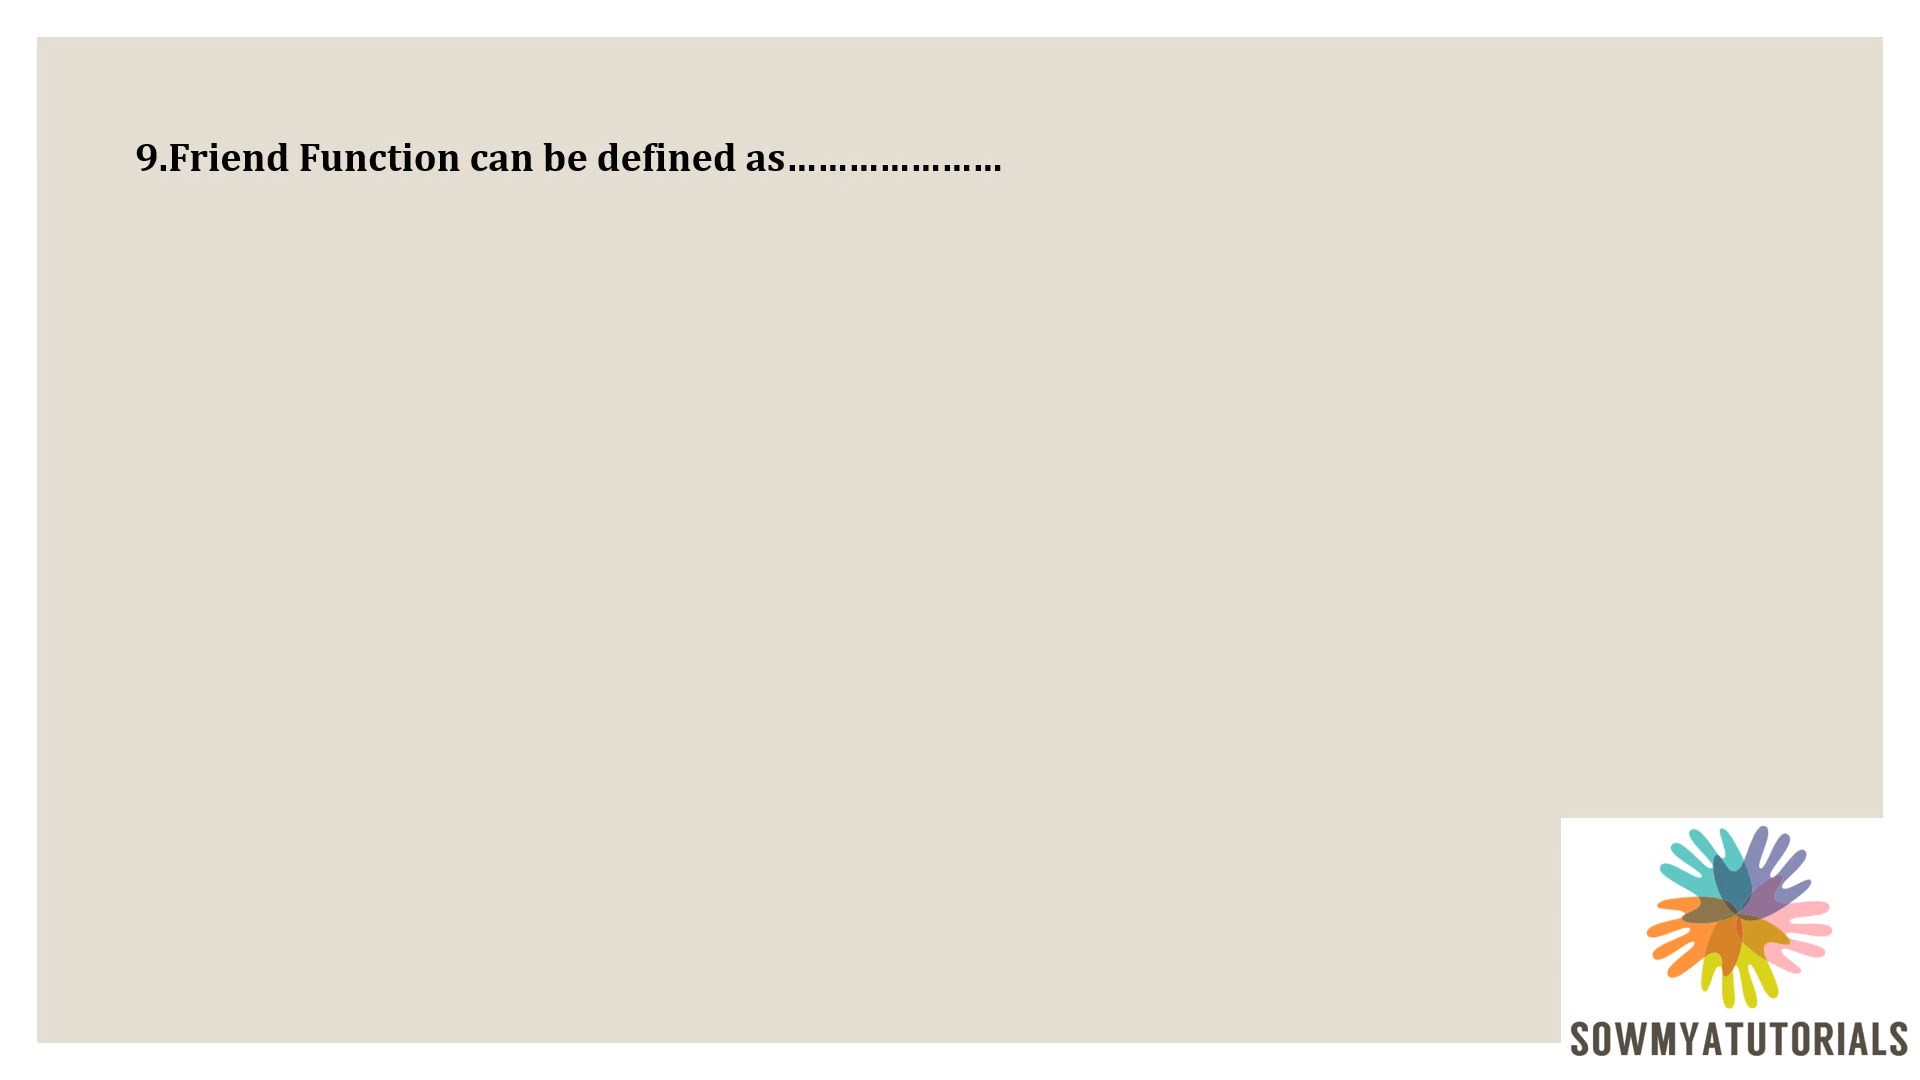 9.Friend Function can be defined as…………………
SOWMYATUTORIALS